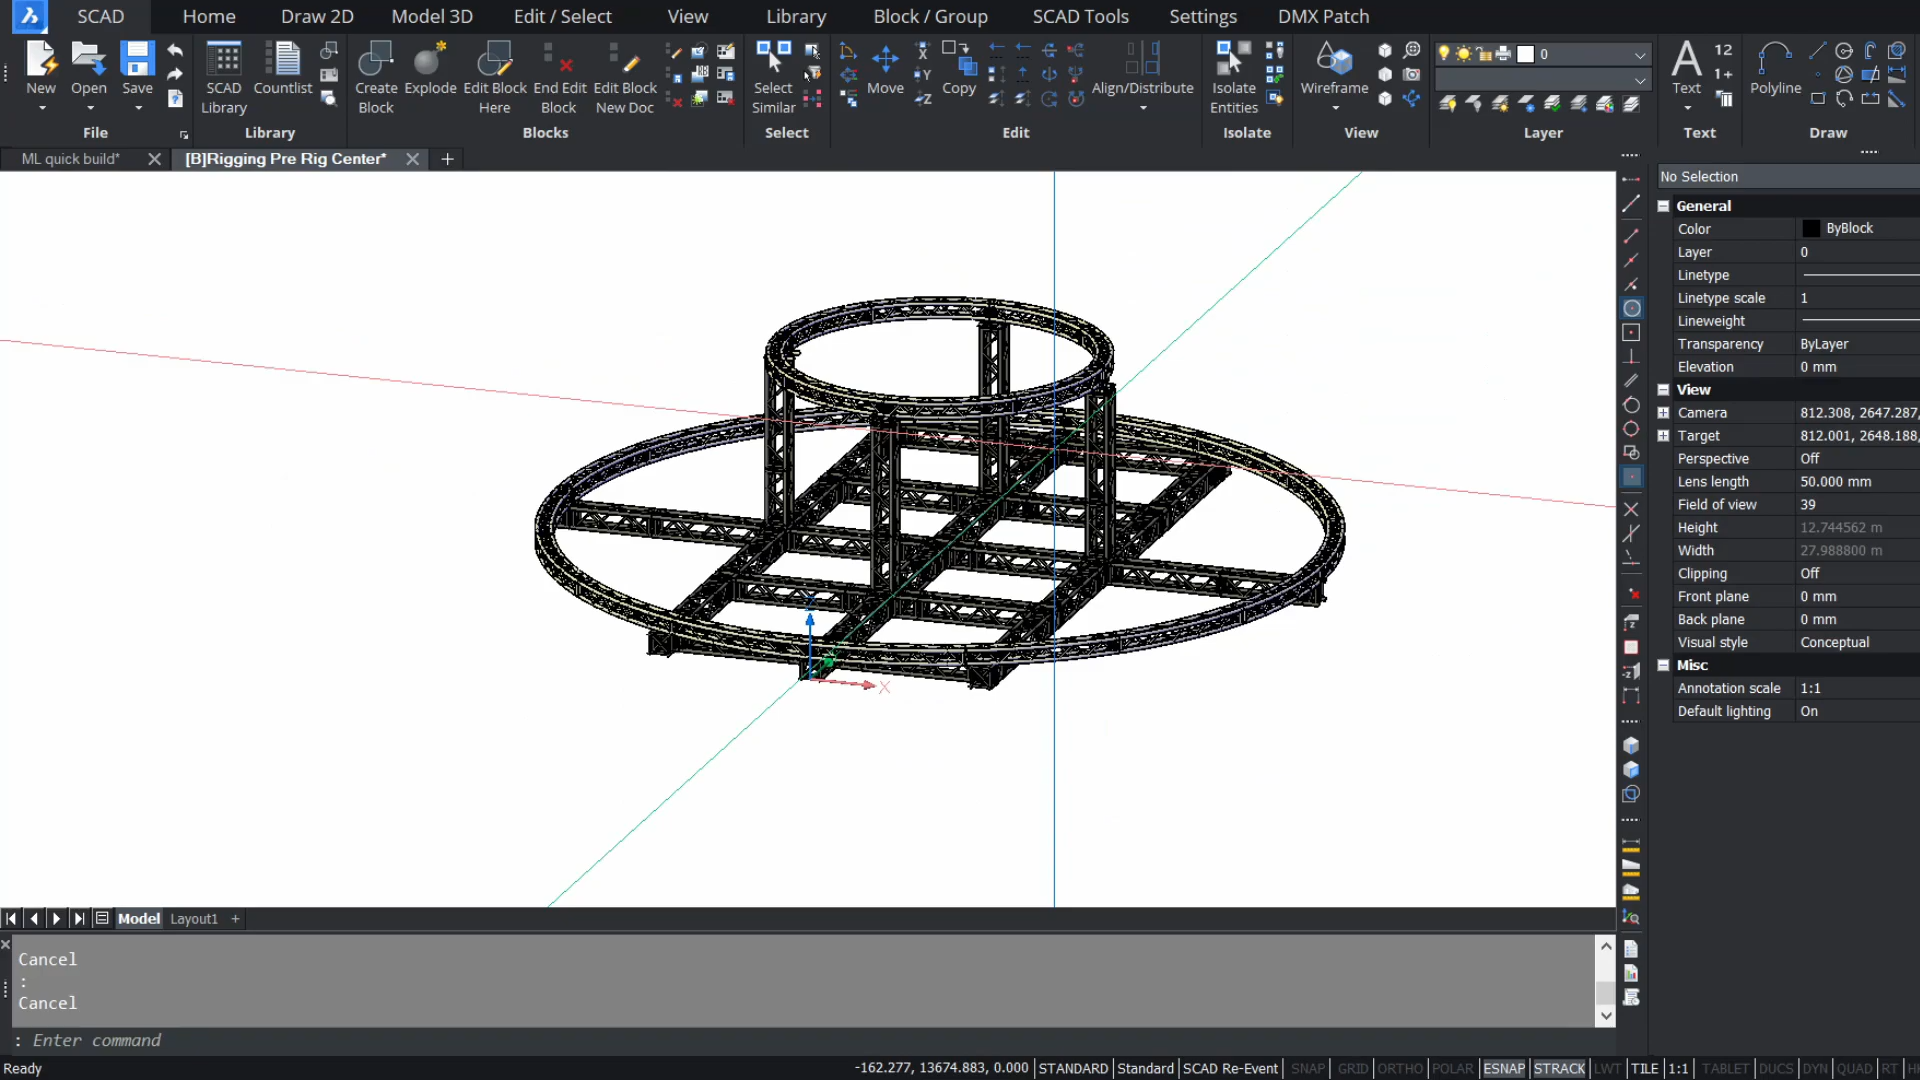 SCAD Home Draw 2D Model 3D Edit / Select View Library Block / Group SCAD Tools Settings DMX Patch
New Open Save
File
SCAD Library Countlist
Library
Create Block Explode Edit Block Here End Edit Block Edit Block New Doc
Blocks
Select Similar
Select
Move Copy Align/Distribute
Edit
Isolate Entities
Isolate
Wireframe
View
0
Layer
Text
Text
Polyline
Draw
ML quick build* [B]Rigging Pre Rig Center* +
X
No Selection
General
Color ByBlock
Layer 0
Linetype
Linetype scale 1
Lineweight
Transparency ByLayer
Elevation 0 mm
View
Camera 812.308, 2647.287,
Target 812.001, 2648.188,
Perspective Off
Lens length 50.000 mm
Field of view 39
Height 12.744562 m
Width 27.988800 m
Clipping Off
Front plane 0 mm
Back plane 0 mm
Visual style Conceptual
Misc
Annotation scale 1:1
Default lighting On
Model Layout1 +
Cancel
:
Cancel
: Enter command
Ready -162.277, 13674.883, 0.000 STANDARD Standard SCAD Re-Event SNAP GRID ORTHO POLAR ESNAP STRACK LWT TILE 1:1 TABLET DUCS DYN QUAD RT